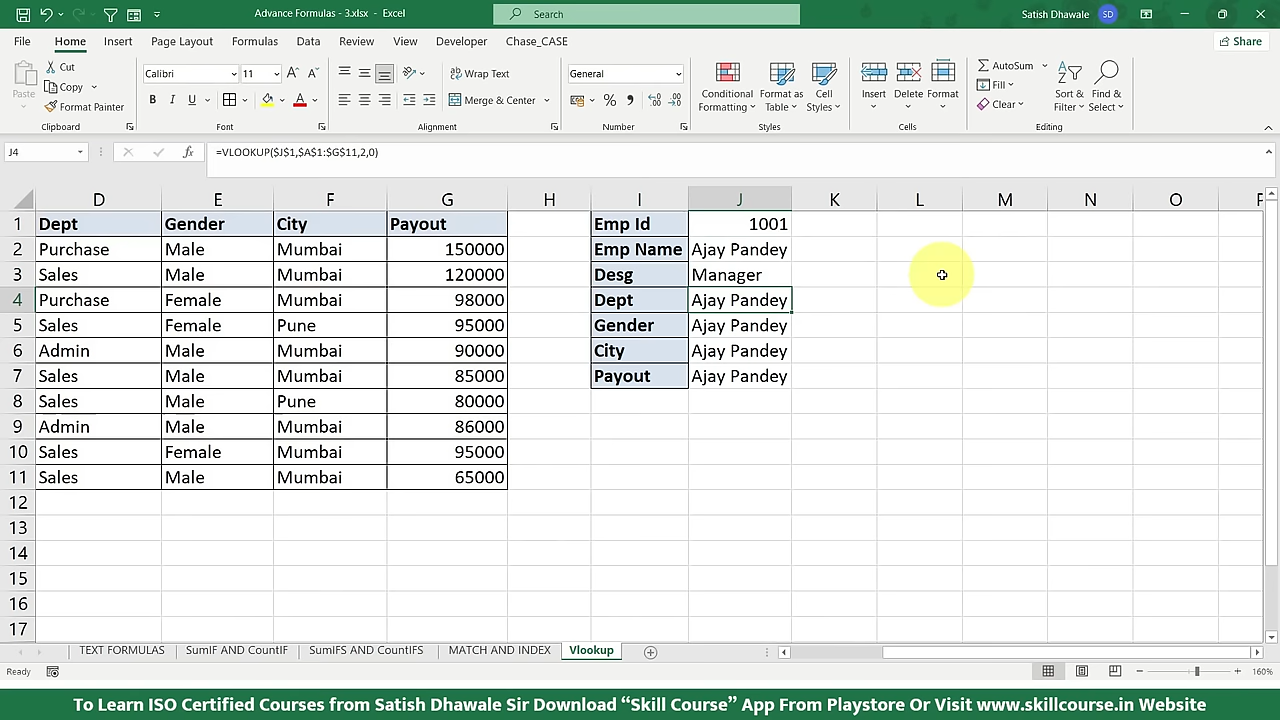 Advance Formulas - 3.xlsx - Excel
Search
Satish Dhawale SD
File Home Insert Page Layout Formulas Data Review View Developer Chase_CASE Share
Paste Cut Copy Format Painter Clipboard
Calibri 11 A A B I U A Font
Wrap Text Merge & Center Alignment
General % Number
Conditional Formatting Format as Table Cell Styles Styles
Insert Delete Format Cells
AutoSum Fill Clear Sort & Filter Find & Select Editing
J4 fx =VLOOKUP($J$1,$A$1:$G$11,2,0)
D E F G H I J K L M N O P
1 Dept Gender City Payout Emp Id 1001
2 Purchase Male Mumbai 150000 Emp Name Ajay Pandey
3 Sales Male Mumbai 120000 Desg Manager
4 Purchase Female Mumbai 98000 Dept Ajay Pandey
5 Sales Female Pune 95000 Gender Ajay Pandey
6 Admin Male Mumbai 90000 City Ajay Pandey
7 Sales Male Mumbai 85000 Payout Ajay Pandey
8 Sales Male Pune 80000
9 Admin Male Mumbai 86000
10 Sales Female Mumbai 95000
11 Sales Male Mumbai 65000
12
13
14
15
16
17
TEXT FORMULAS SumIF AND CountIF SumIFS AND CountIFS MATCH AND INDEX Vlookup
Ready 160%
To Learn ISO Certified Courses from Satish Dhawale Sir Download “Skill Course” App From Playstore Or Visit www.skillcourse.in Website